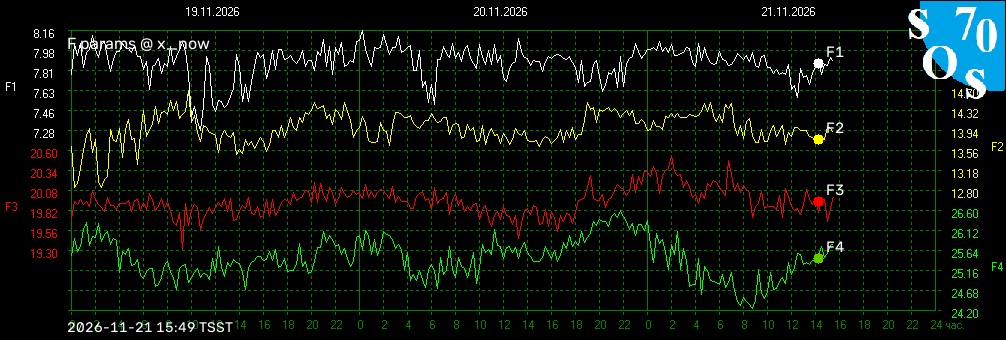 19.11.2026 20.11.2026 21.11.2026
SOS 70
F params @ x_now
8.16
7.98
7.81
7.63
7.46
7.28
F1
20.60
20.34
20.08
19.82
19.56
19.30
F3
F1
F2
F3
F4
14.70
14.32
13.94
13.56
13.18
12.80
F2
26.60
26.12
25.64
25.16
24.68
24.20
F4
2026-11-21 15:49 TSST
14 16 18 20 22 0 2 4 6 8 10 12 14 16 18 20 22 0 2 4 6 8 10 12 14 16 18 20 22 24 час.